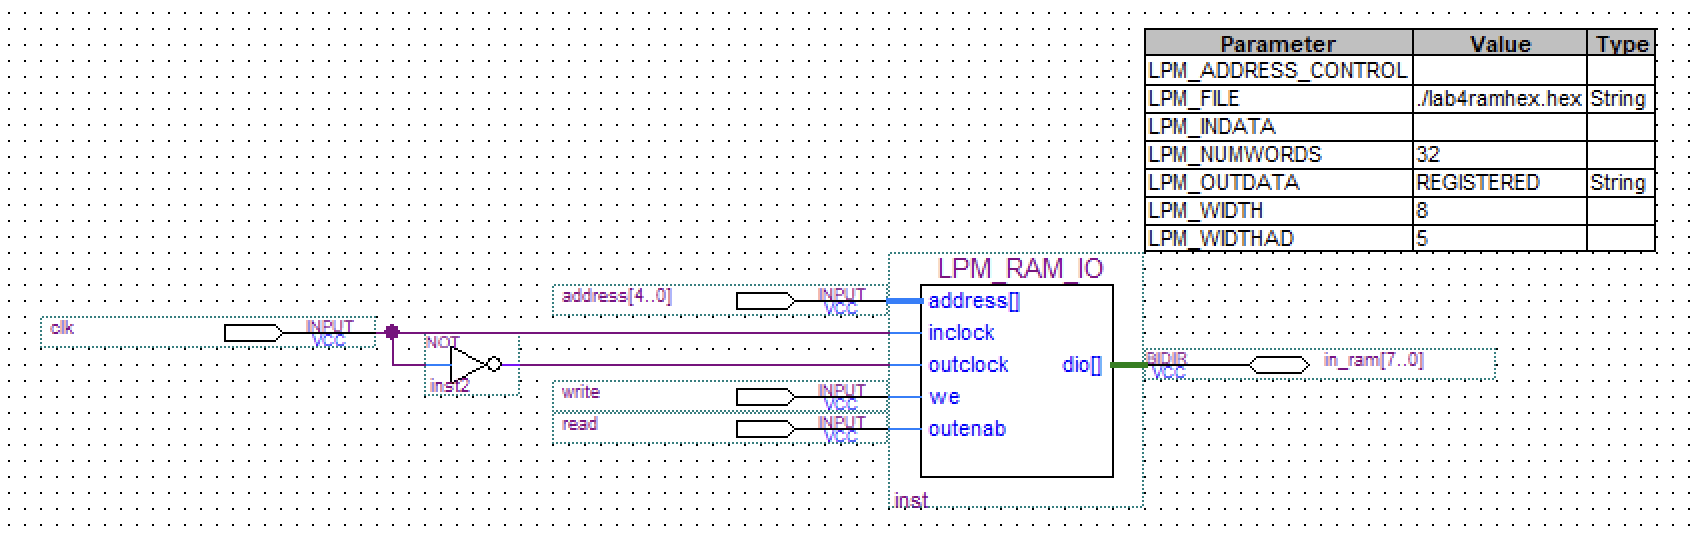 Parameter Value Type
LPM_ADDRESS_CONTROL
LPM_FILE ./lab4ramhex.hex String
LPM_INDATA
LPM_NUMWORDS 32
LPM_OUTDATA REGISTERED String
LPM_WIDTH 8
LPM_WIDTHAD 5
LPM_RAM_IO
address[4..0] INPUT VCC address[]
clk INPUT VCC inclock
NOT inst2 outclock dio[] BIDIR VCC in_ram[7..0]
write INPUT VCC we
read INPUT VCC outenab
inst